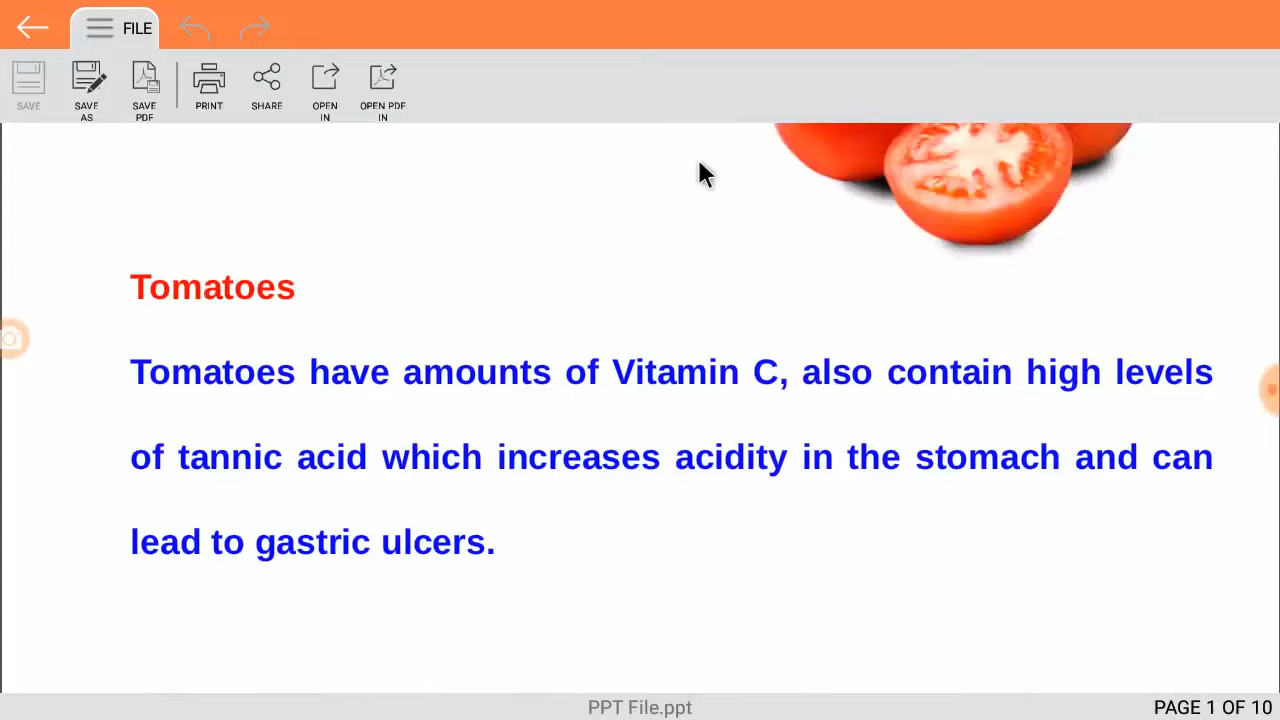 FILE
SAVE
SAVE AS
SAVE PDF
PRINT
SHARE
OPEN IN
OPEN PDF IN
Tomatoes
Tomatoes have amounts of Vitamin C, also contain high levels
of tannic acid which increases acidity in the stomach and can
lead to gastric ulcers.
PPT File.ppt
PAGE 1 OF 10